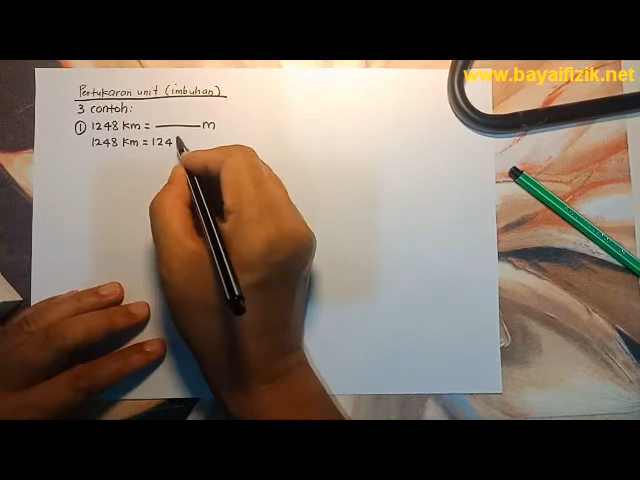 www.bayaifizik.net
Pertukaran unit (imbuhan)
3 contoh:
① 1248 km = ______ m
1248 km = 124